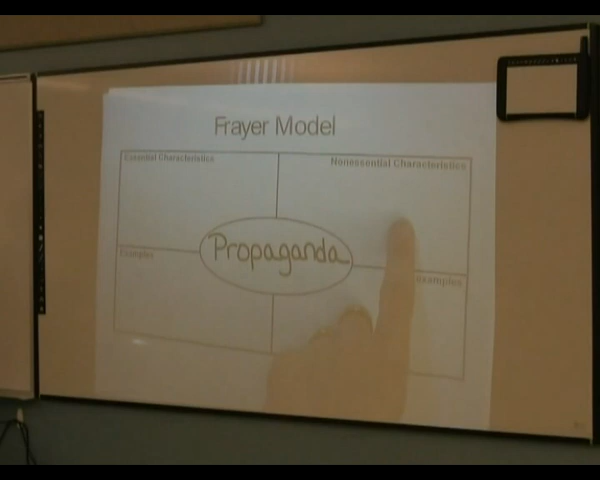 Frayer Model
Essential Characteristics
Nonessential Characteristics
Propaganda
Examples
examples